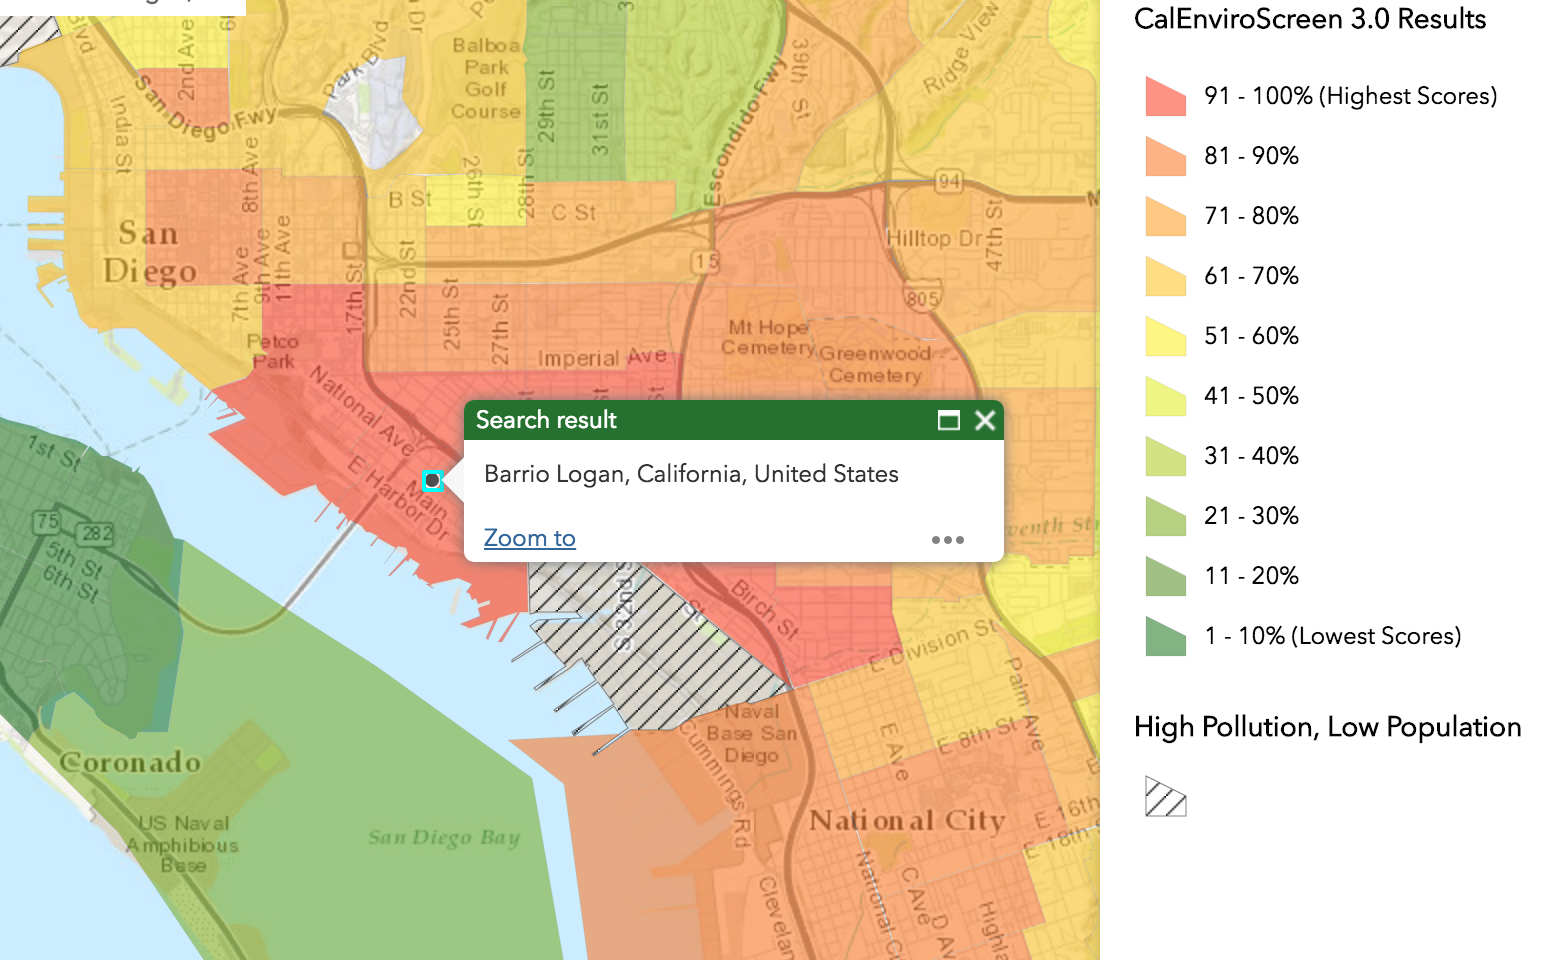 CalEnviroScreen 3.0 Results
91 - 100% (Highest Scores)
81 - 90%
71 - 80%
61 - 70%
51 - 60%
41 - 50%
31 - 40%
21 - 30%
11 - 20%
1 - 10% (Lowest Scores)
High Pollution, Low Population
Search result
Barrio Logan, California, United States
Zoom to
2nd Ave
Park Blvd
Balboa
Park
Golf
Course
29th St
31st St
39th St
Ridge View
San Diego Fwy
India St
8th Ave
Escondido Fwy
26th St
28th St
B St
C St
94
San
Diego
7th Ave
9th Ave
11th Ave
17th St
22nd St
25th St
27th St
15
Hilltop Dr
47th St
805
Petco
Park
Mt Hope
Cemetery
Greenwood
Cemetery
Imperial Ave
National Ave
E Harbor Dr
Main
1st St
75
282
5th St
6th St
S 32nd S
St
Birch St
E Division St
Palm Ave
Coronado
US Naval
Amphibious
Base
San Diego Bay
Naval
Base San
Diego
Cummings Rd
E Ave
E 8th St
National City
E 16th
E 18th St
National C
C Ave
D Av
Highla
Clevelan